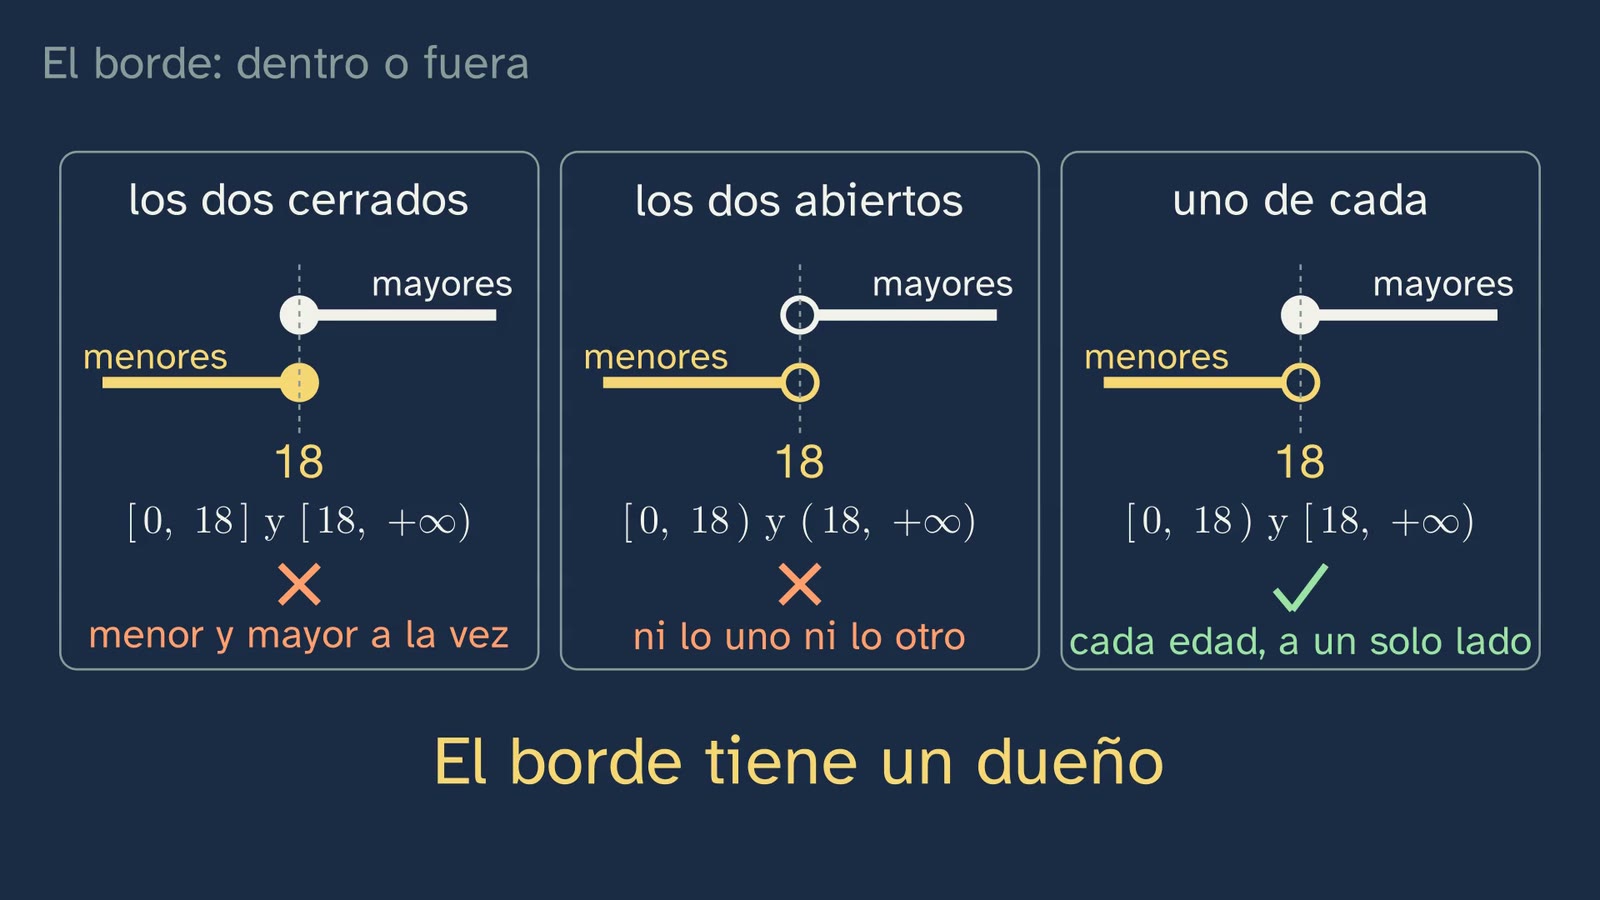 El borde: dentro o fuera
los dos cerrados
mayores
menores
18
[0, 18] y [18, +∞)
menor y mayor a la vez
los dos abiertos
mayores
menores
18
[0, 18) y (18, +∞)
ni lo uno ni lo otro
uno de cada
mayores
menores
18
[0, 18) y [18, +∞)
cada edad, a un solo lado
El borde tiene un dueño